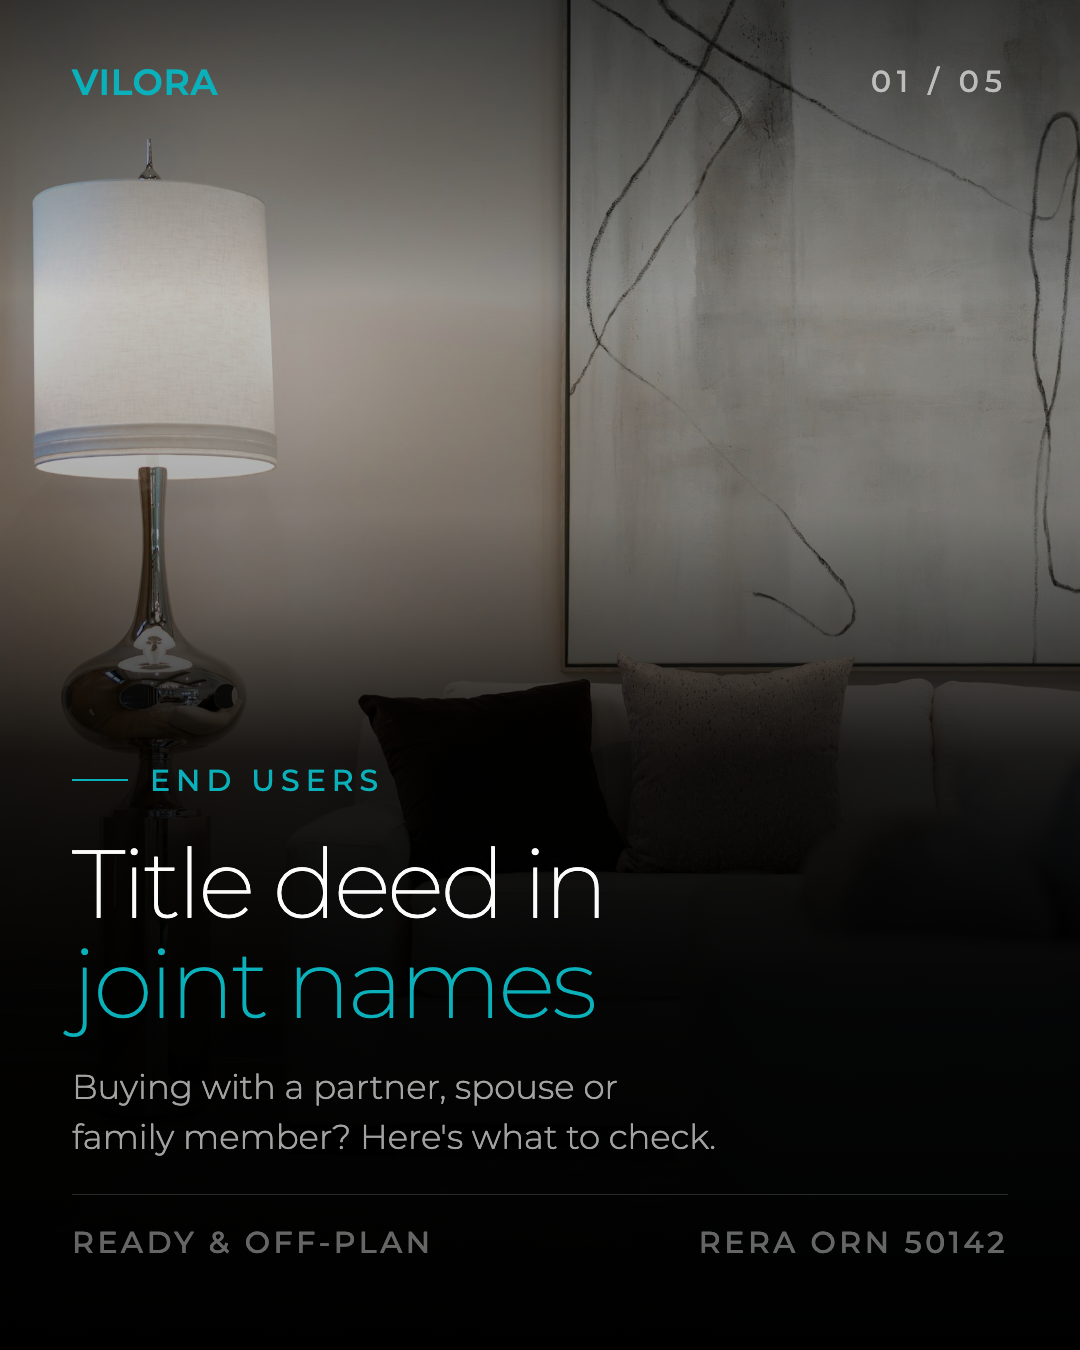 VILORA
01 / 05
END USERS
Title deed in
joint names
Buying with a partner, spouse or
family member? Here's what to check.
READY & OFF-PLAN
RERA ORN 50142